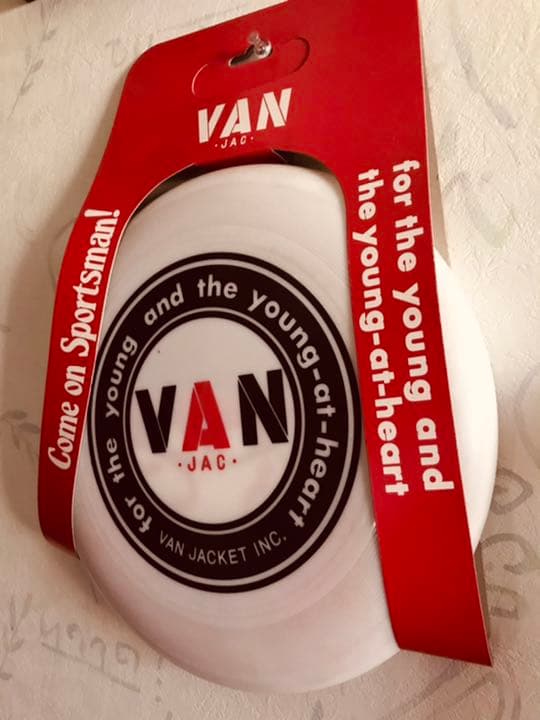 VAN
·JAC·
Come on Sportsman!
for the young and
the young-at-heart
for the young and the young-at-heart
VAN
·JAC·
VAN JACKET INC.